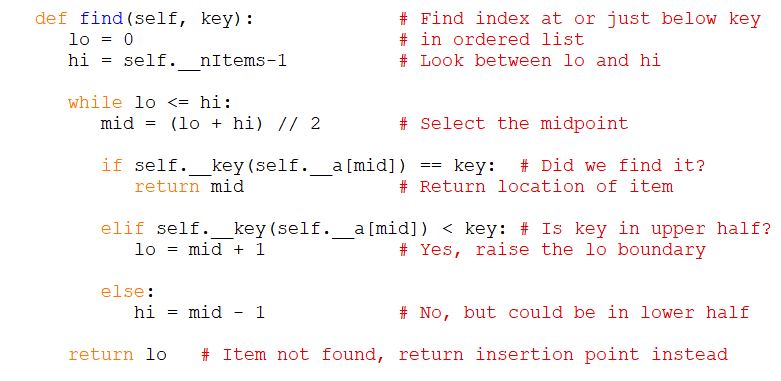 def find(self, key):              # Find index at or just below key
   lo = 0                         # in ordered list
   hi = self.__nItems-1           # Look between lo and hi

   while lo <= hi:
      mid = (lo + hi) // 2        # Select the midpoint

      if self.__key(self.__a[mid]) == key:  # Did we find it?
         return mid               # Return location of item

      elif self.__key(self.__a[mid]) < key: # Is key in upper half?
         lo = mid + 1             # Yes, raise the lo boundary

      else:
         hi = mid - 1             # No, but could be in lower half

   return lo   # Item not found, return insertion point instead